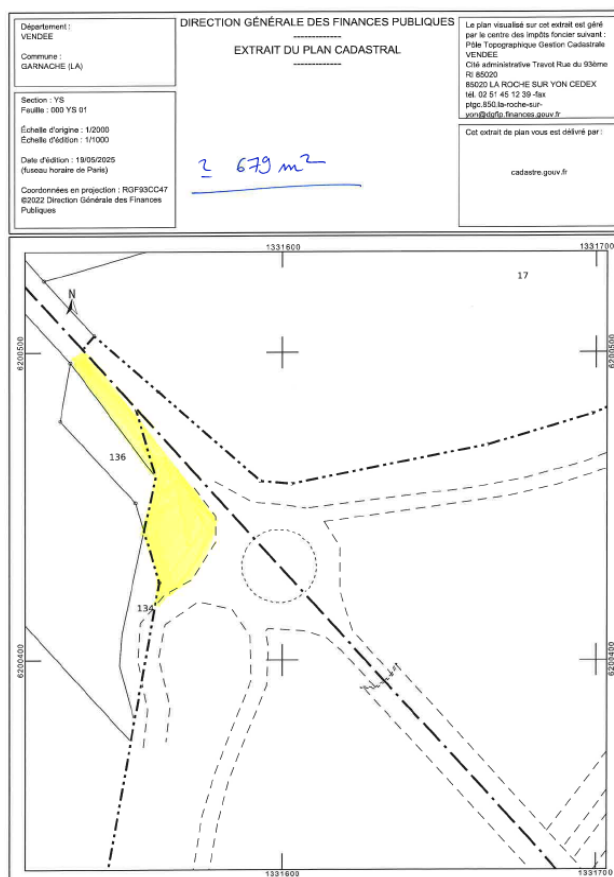 Département :
VENDEE
Commune :
GARNACHE (LA)
Section : YS
Feuille : 000 YS 01
Échelle d'origine : 1/2000
Échelle d'édition : 1/1000
Date d'édition : 19/05/2025
(fuseau horaire de Paris)
Coordonnées en projection : RGF93CC47
©2022 Direction Générale des Finances
Publiques
DIRECTION GÉNÉRALE DES FINANCES PUBLIQUES
-------------
EXTRAIT DU PLAN CADASTRAL
-------------
679 m²
Le plan visualisé sur cet extrait est géré
par le centre des impôts foncier suivant :
Pôle Topographique Gestion Cadastrale
VENDEE
Cité administrative Travot Rue du 93ème
RI 85020
85020 LA ROCHE SUR YON CEDEX
tél. 02 51 45 12 39 -fax
ptgc.850.la-roche-sur-
yon@dgfip.finances.gouv.fr
Cet extrait de plan vous est délivré par :
cadastre.gouv.fr
1331600
1331700
17
N
6200500
6200500
136
134
6200400
6200400
1331600
1331700